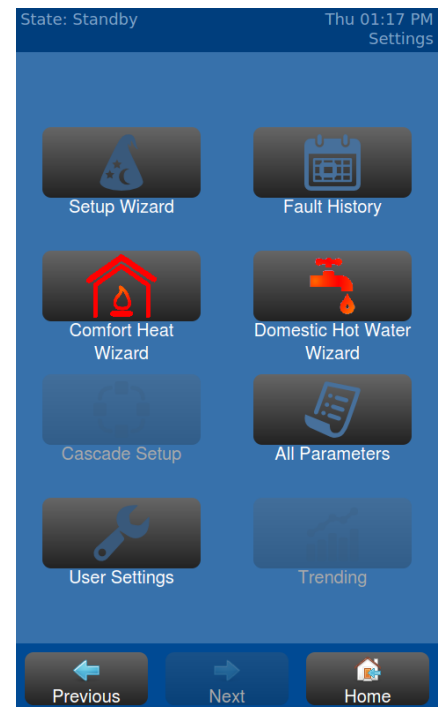 State: Standby
Thu 01:17 PM
Settings
Setup Wizard
Fault History
Comfort Heat
Wizard
Domestic Hot Water
Wizard
Cascade Setup
All Parameters
User Settings
Trending
Previous
Next
Home